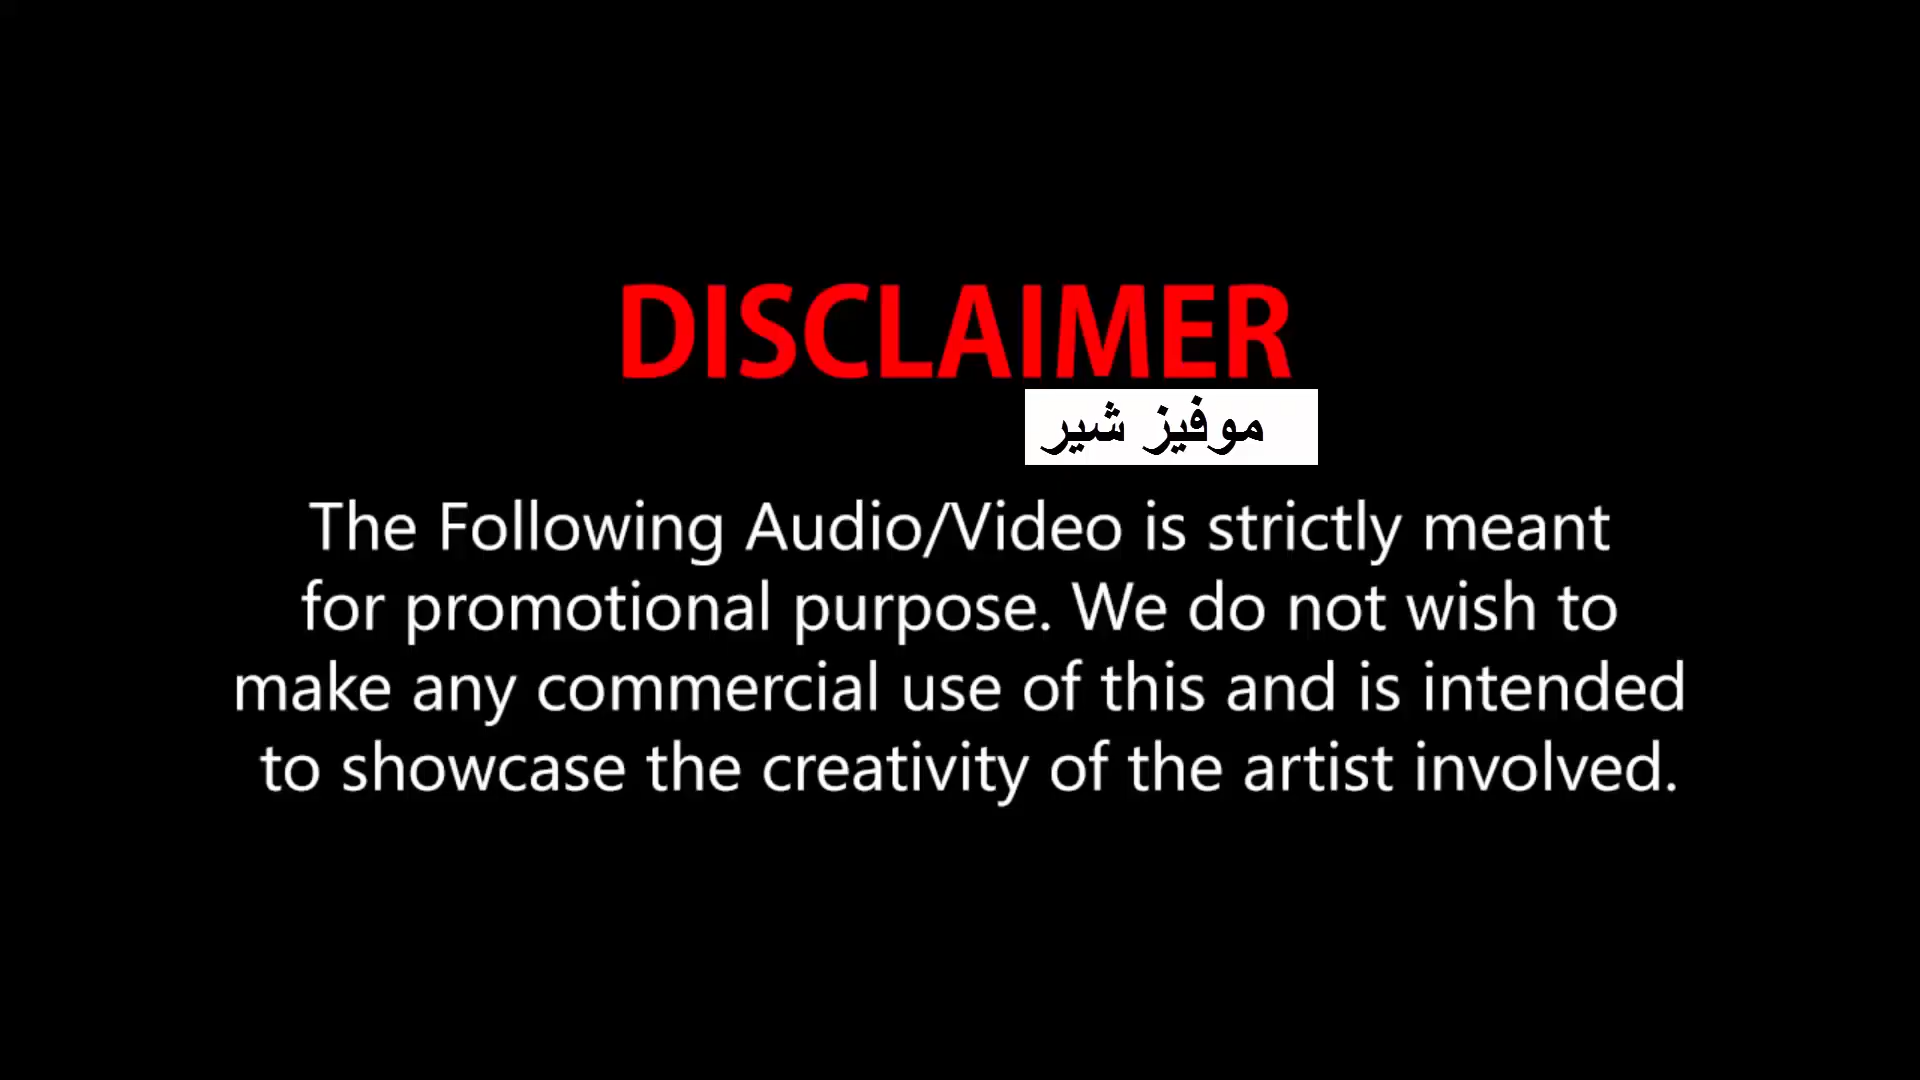 DISCLAIMER
موفيز شير
The Following Audio/Video is strictly meant
for promotional purpose. We do not wish to
make any commercial use of this and is intended
to showcase the creativity of the artist involved.